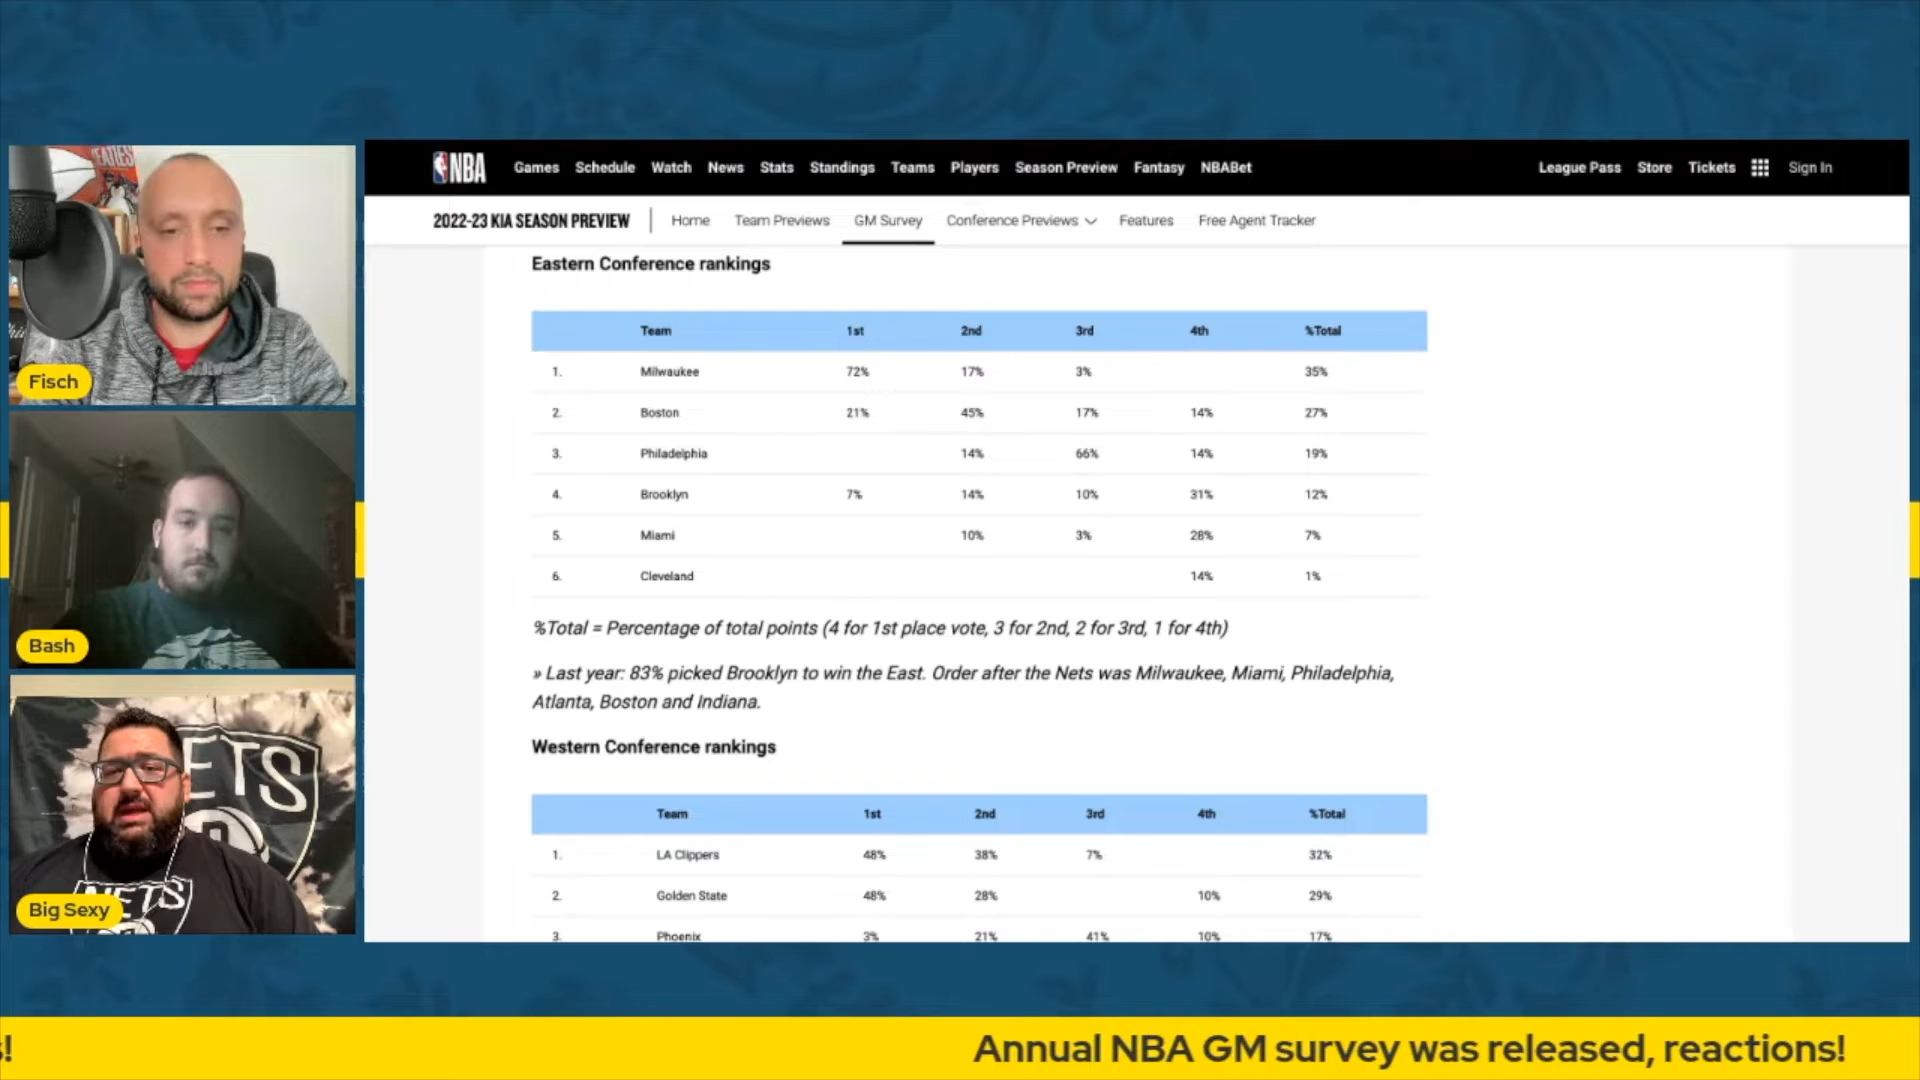 NBA Games Schedule Watch News Stats Standings Teams Players Season Preview Fantasy NBABet League Pass Store Tickets Sign In
2022-23 KIA SEASON PREVIEW Home Team Previews GM Survey Conference Previews Features Free Agent Tracker
Eastern Conference rankings
Team 1st 2nd 3rd 4th %Total
1. Milwaukee 72% 17% 3% 35%
2. Boston 21% 45% 17% 14% 27%
3. Philadelphia 14% 66% 14% 19%
4. Brooklyn 7% 14% 10% 31% 12%
5. Miami 10% 3% 28% 7%
6. Cleveland 14% 1%
%Total = Percentage of total points (4 for 1st place vote, 3 for 2nd, 2 for 3rd, 1 for 4th)
» Last year: 83% picked Brooklyn to win the East. Order after the Nets was Milwaukee, Miami, Philadelphia,
Atlanta, Boston and Indiana.
Western Conference rankings
Team 1st 2nd 3rd 4th %Total
1. LA Clippers 48% 38% 7% 32%
2. Golden State 48% 28% 10% 29%
3. Phoenix 3% 21% 41% 10% 17%
EATIES
Fisch
Bash
NETS
NETS
Big Sexy
s!
Annual NBA GM survey was released, reactions!